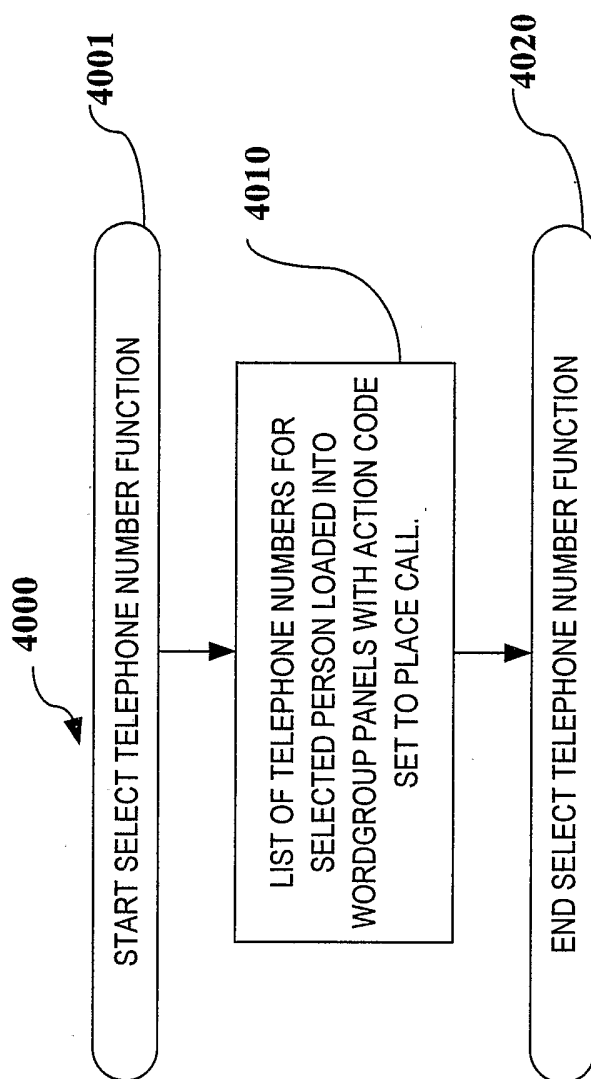 4000
4001
START SELECT TELEPHONE NUMBER FUNCTION
4010
LIST OF TELEPHONE NUMBERS FOR
SELECTED PERSON LOADED INTO
WORDGROUP PANELS WITH ACTION CODE
SET TO PLACE CALL.
4020
END SELECT TELEPHONE NUMBER FUNCTION